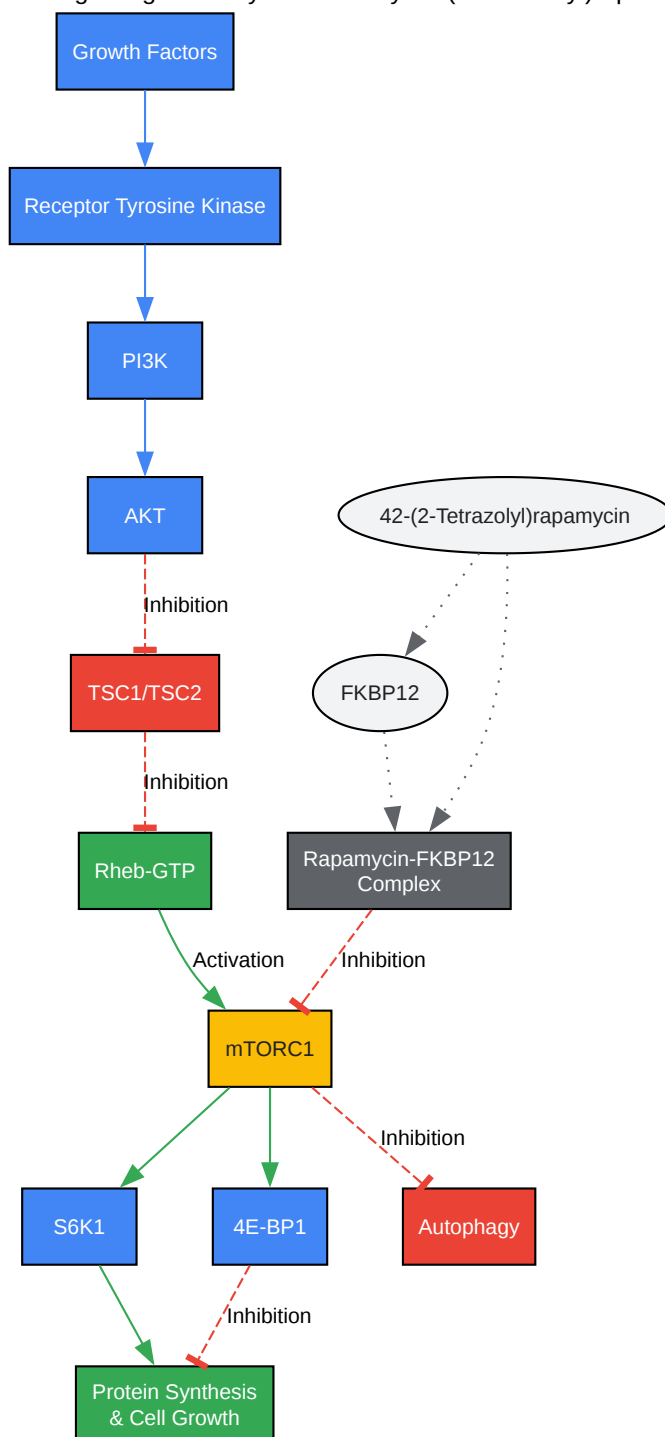 Growth Factors
Receptor Tyrosine Kinase
PI3K
AKT
42-(2-Tetrazolyl)rapamycin
Inhibition
TSC1/TSC2
FKBP12
Inhibition
Rheb-GTP
Rapamycin-FKBP12
Complex
Activation
Inhibition
mTORC1
Inhibition
S6K1
4E-BP1
Autophagy
Inhibition
Protein Synthesis
& Cell Growth